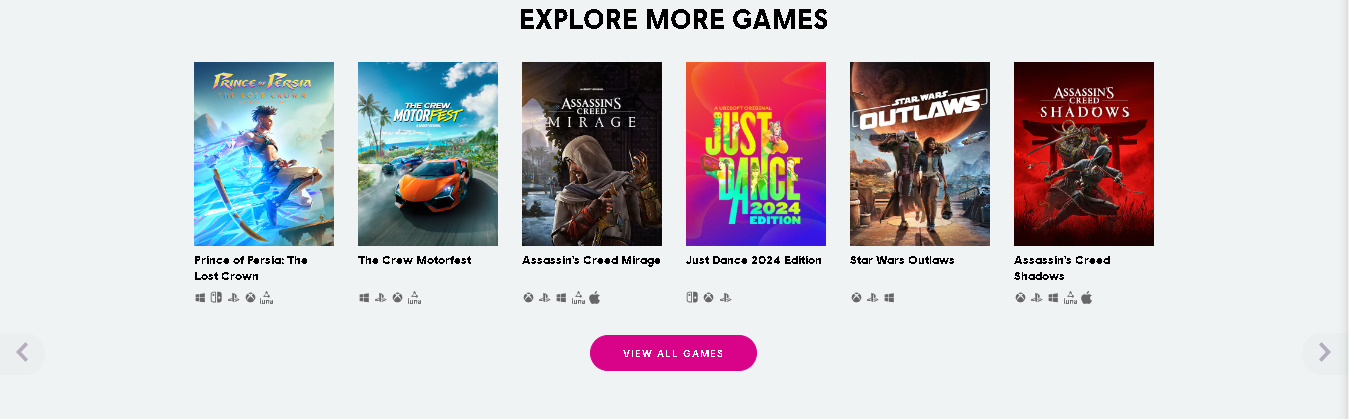 EXPLORE MORE GAMES
PRINCE OF PERSIA
THE LOST CROWN
THE CREW
MOTORFEST
ASSASSIN'S
CREED
MIRAGE
A UBISOFT ORIGINAL
JUST
DANCE
2024
EDITION
STAR WARS
OUTLAWS
ASSASSIN'S
CREED
SHADOWS
Prince of Persia: The
Lost Crown
The Crew Motorfest
Assassin's Creed Mirage
Just Dance 2024 Edition
Star Wars Outlaws
Assassin's Creed
Shadows
luna
luna
luna
luna
VIEW ALL GAMES